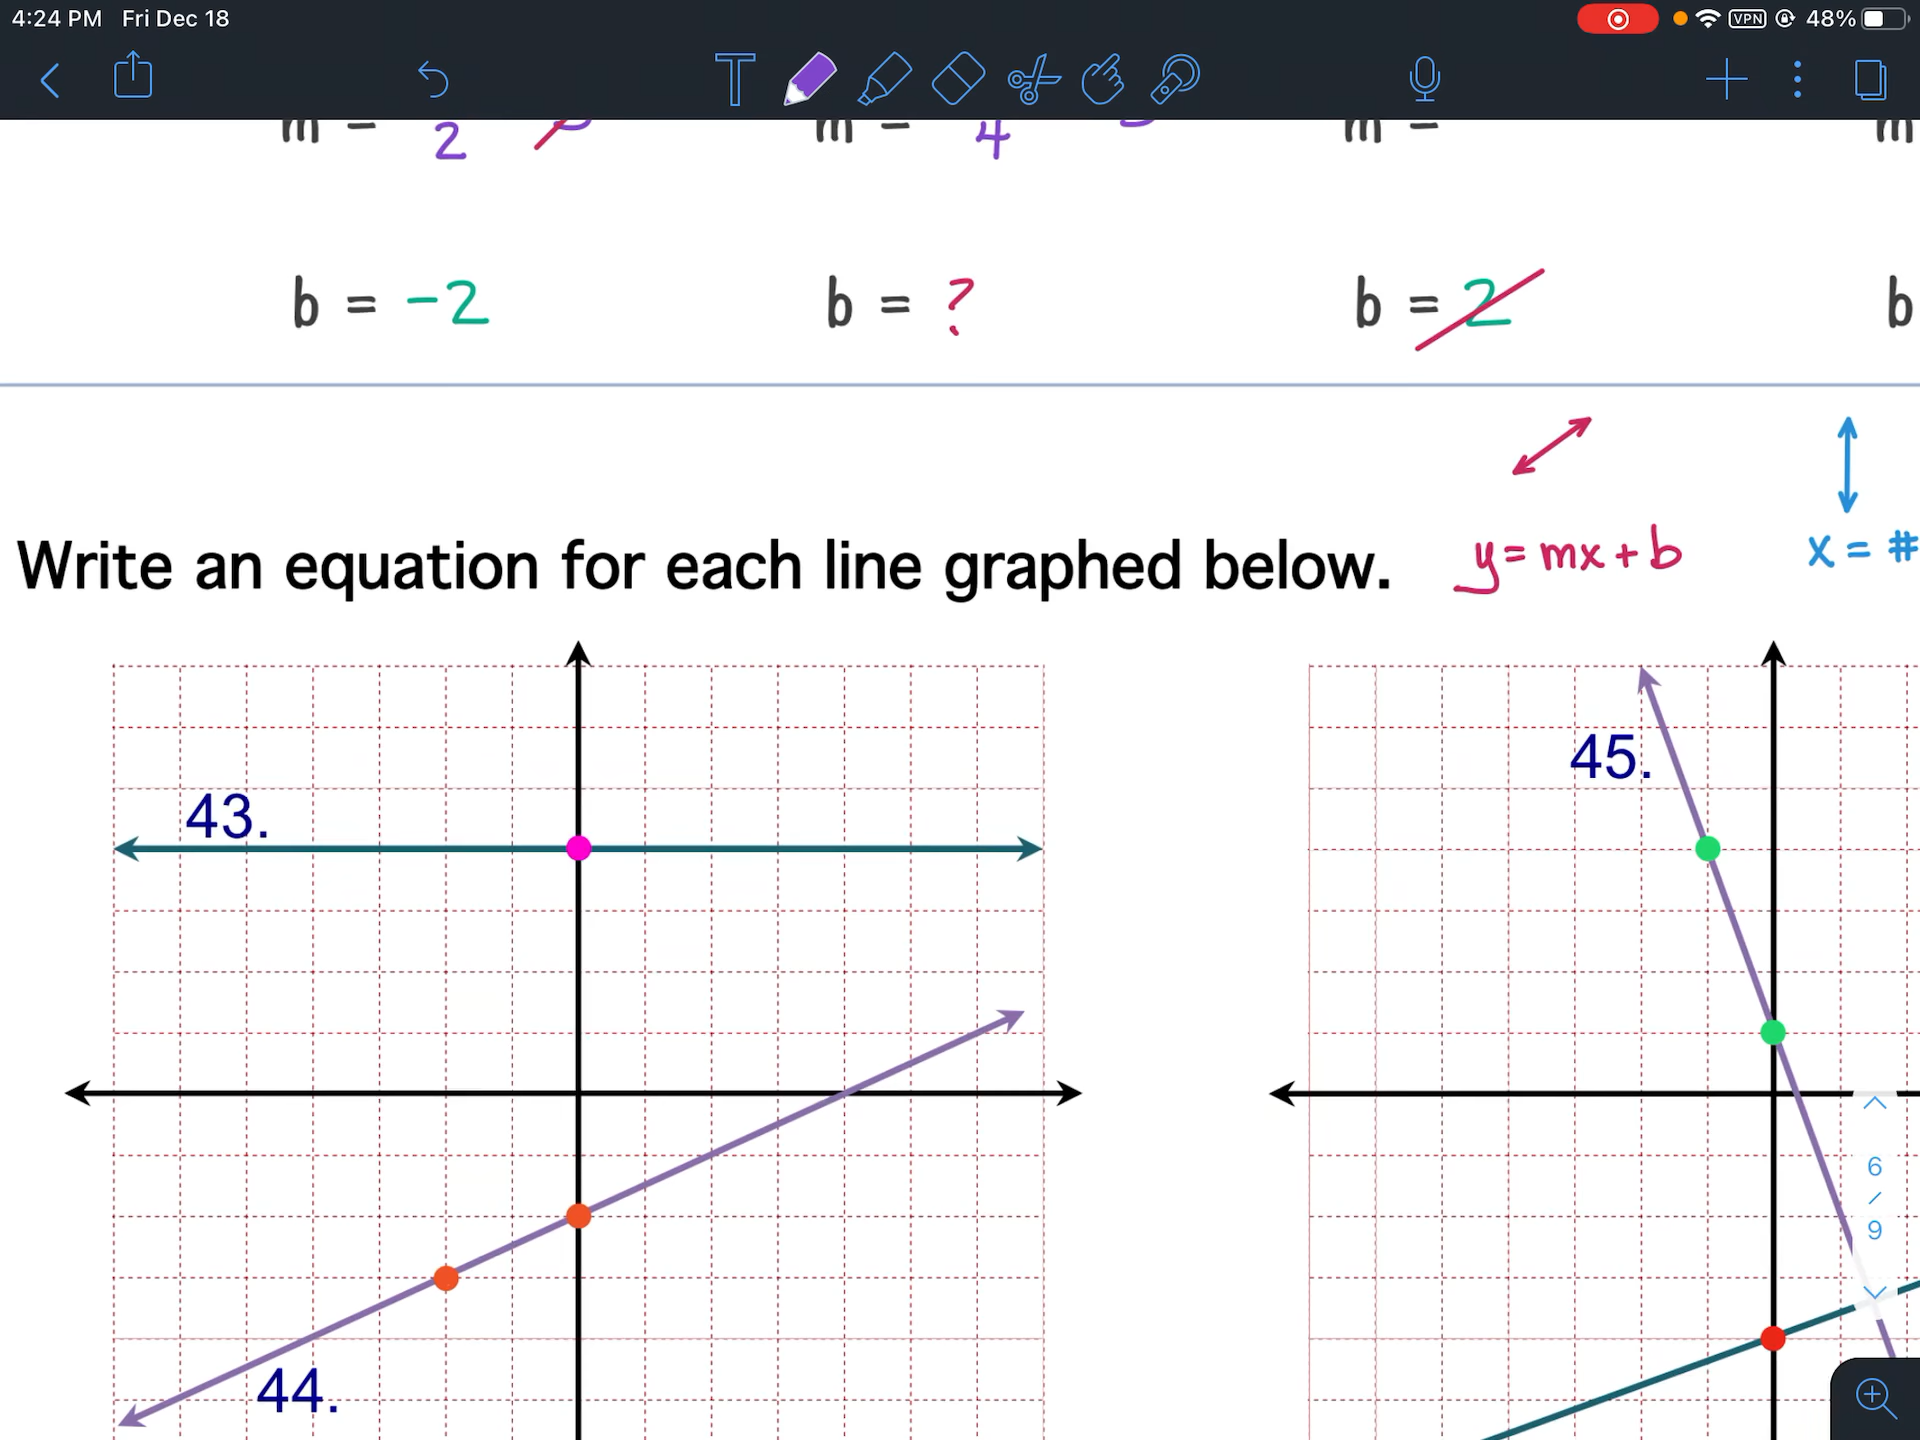 4:24 PM Fri Dec 18
VPN 48%
m = 2
m = 4
m =
m
b = -2
b = ?
b = 2
b
y = mx + b
x = #
Write an equation for each line graphed below.
43.
45.
6
/
9
44.